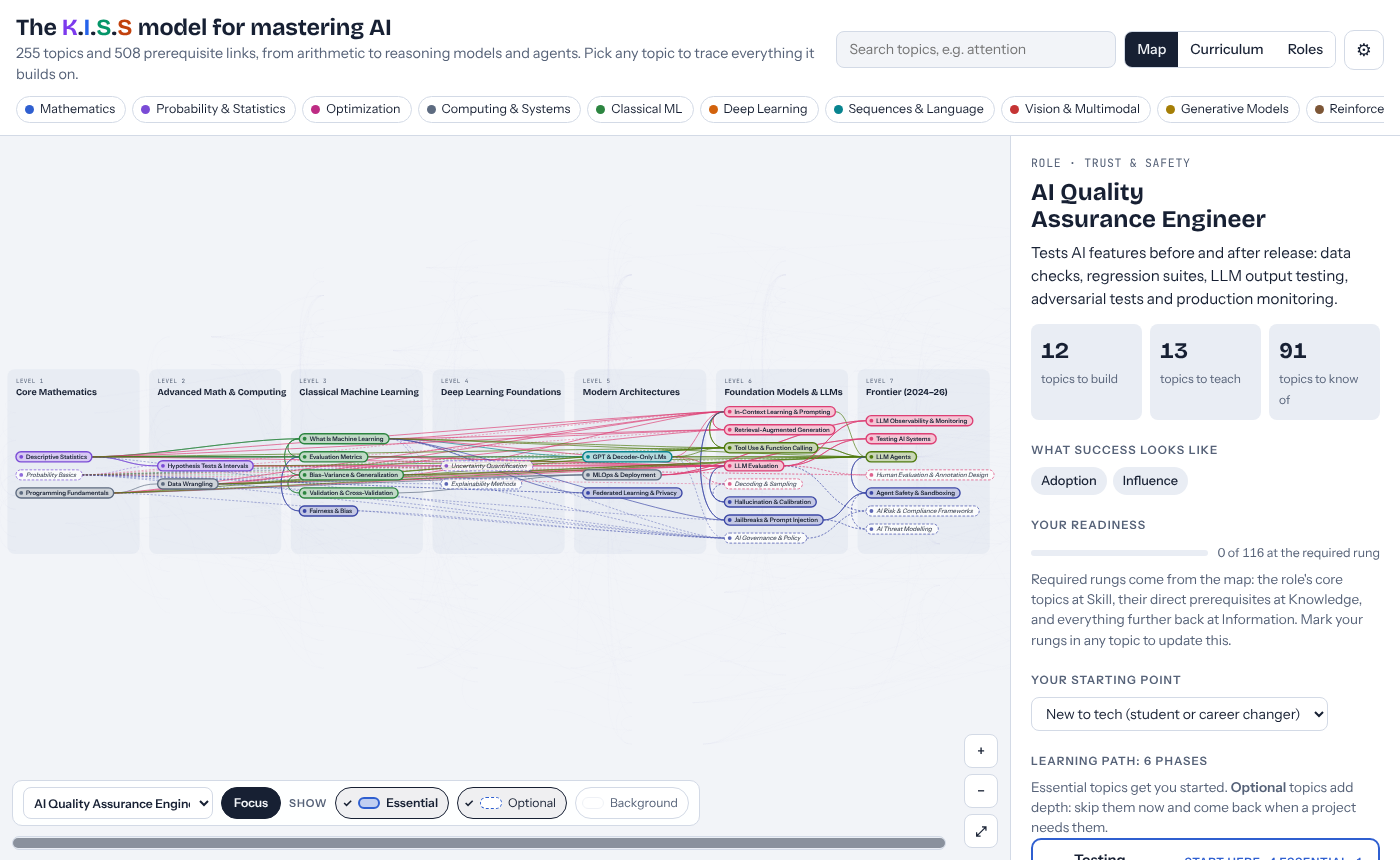 The K.I.S.S model for mastering AI
255 topics and 508 prerequisite links, from arithmetic to reasoning models and agents. Pick any topic to trace everything it
builds on.
Search topics, e.g. attention
Map
Curriculum
Roles
Mathematics
Probability & Statistics
Optimization
Computing & Systems
Classical ML
Deep Learning
Sequences & Language
Vision & Multimodal
Generative Models
Reinforce
LEVEL 1
Core Mathematics
Descriptive Statistics
Probability Basics
Programming Fundamentals
LEVEL 2
Advanced Math & Computing
Hypothesis Tests & Intervals
Data Wrangling
LEVEL 3
Classical Machine Learning
What Is Machine Learning
Evaluation Metrics
Bias-Variance & Generalization
Validation & Cross-Validation
Fairness & Bias
LEVEL 4
Deep Learning Foundations
Uncertainty Quantification
Explainability Methods
LEVEL 5
Modern Architectures
GPT & Decoder-Only LMs
MLOps & Deployment
Federated Learning & Privacy
LEVEL 6
Foundation Models & LLMs
In-Context Learning & Prompting
Retrieval-Augmented Generation
Tool Use & Function Calling
LLM Evaluation
Decoding & Sampling
Hallucination & Calibration
Jailbreaks & Prompt Injection
AI Governance & Policy
LEVEL 7
Frontier (2024–26)
LLM Observability & Monitoring
Testing AI Systems
LLM Agents
Human Evaluation & Annotation
Agent Safety & Sandboxing
AI Risk & Compliance Frameworks
AI Threat Modelling
AI Quality Assurance Engine
Focus
SHOW
Essential
Optional
Background
+
−
ROLE · TRUST & SAFETY
AI Quality
Assurance Engineer
Tests AI features before and after release: data
checks, regression suites, LLM output testing,
adversarial tests and production monitoring.
12
topics to build
13
topics to teach
91
topics to know
of
WHAT SUCCESS LOOKS LIKE
Adoption
Influence
YOUR READINESS
0 of 116 at the required rung
Required rungs come from the map: the role's core
topics at Skill, their direct prerequisites at Knowledge,
and everything further back at Information. Mark your
rungs in any topic to update this.
YOUR STARTING POINT
New to tech (student or career changer)
LEARNING PATH: 6 PHASES
Essential topics get you started. Optional topics add
depth: skip them now and come back when a project
needs them.
Testing